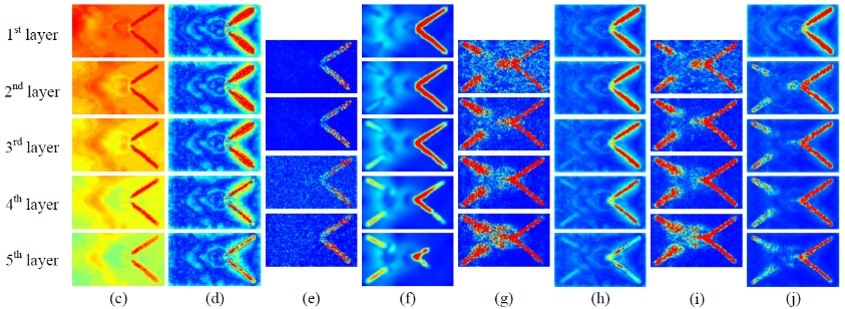 1st layer
2nd layer
3rd layer
4th layer
5th layer
(c) (d) (e) (f) (g) (h) (i) (j)